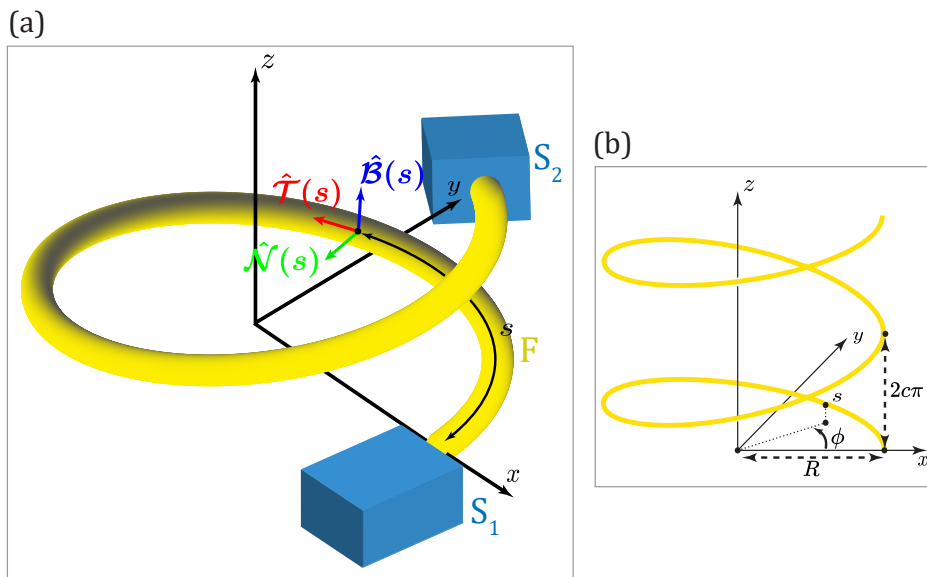 (a)
z
𝓣̂(s)
𝓑̂(s)
y
S₂
𝓝̂(s)
s
F
x
S₁
(b)
z
y
2cπ
s
ϕ
R
x